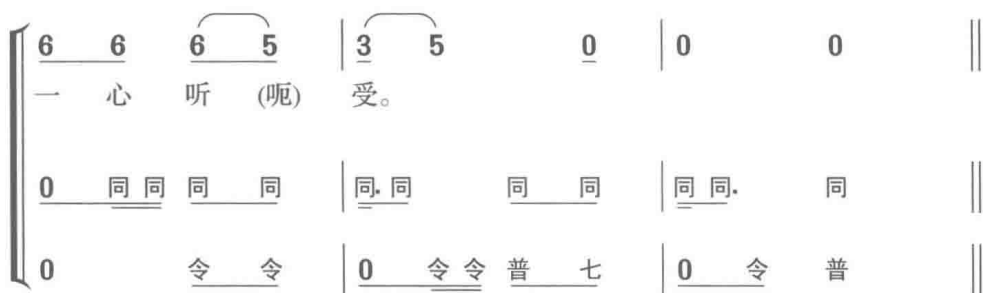 6 6 6 5 | 3 5 0 | 0 0 ||
一 心 听 (呃) 受。
0 同 同 同 同 | 同. 同 同 同 | 同 同. 同 ||
0 令 令 | 0 令 令 普 七 | 0 令 普 ||